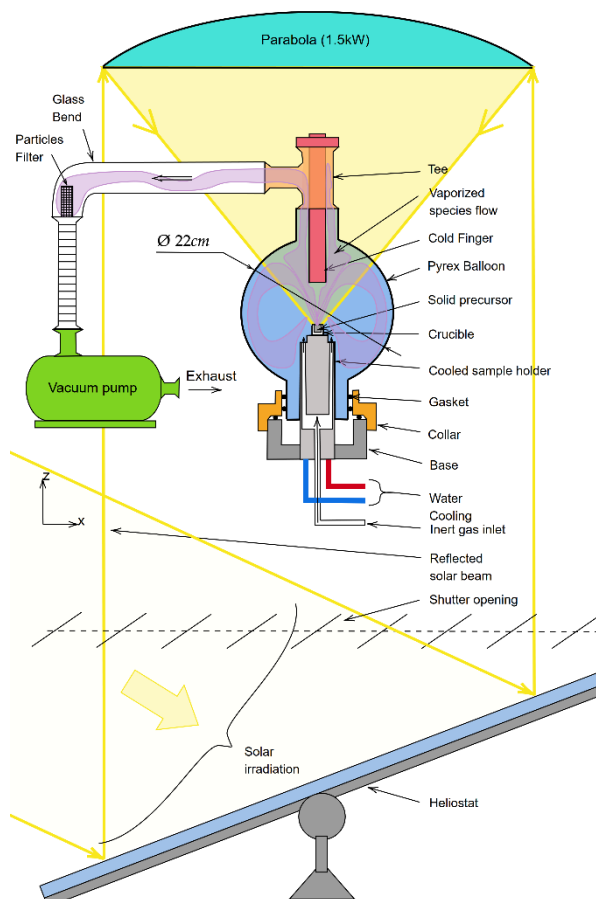 Parabola (1.5kW)
Glass
Bend
Particles
Filter
Tee
Vaporized
species flow
Ø 22cm
Cold Finger
Pyrex Balloon
Solid precursor
Crucible
Cooled sample holder
Vacuum pump
Exhaust
Gasket
Collar
Base
Z
X
Water
Cooling
Inert gas inlet
Reflected
solar beam
Shutter opening
Solar
irradiation
Heliostat